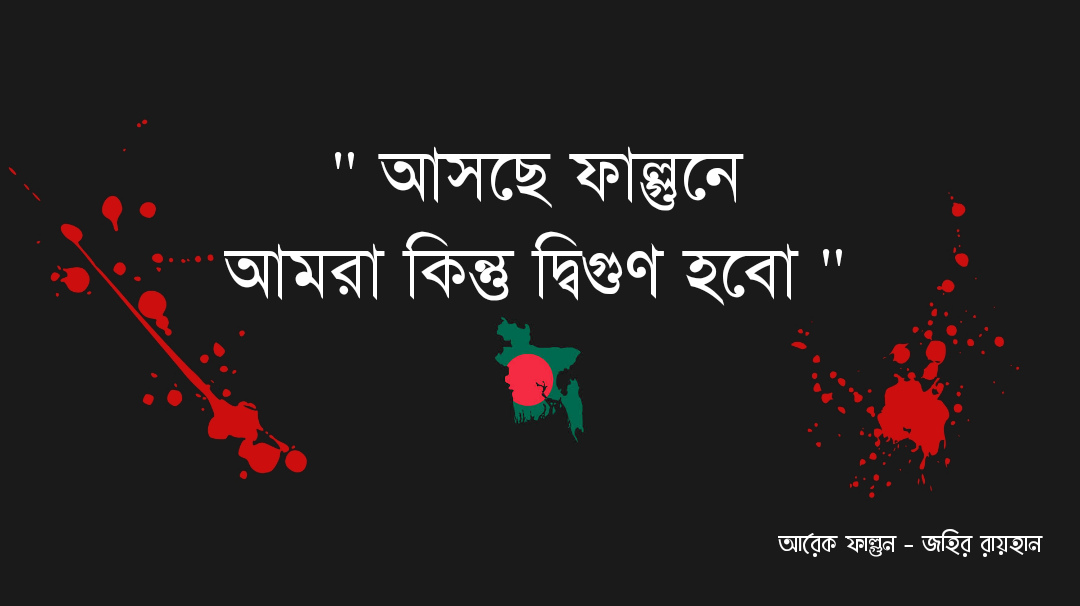 " আসছে ফাল্গুনে
আমরা কিন্তু দ্বিগুণ হবো "
আরেক ফাল্গুন - জহির রায়হান